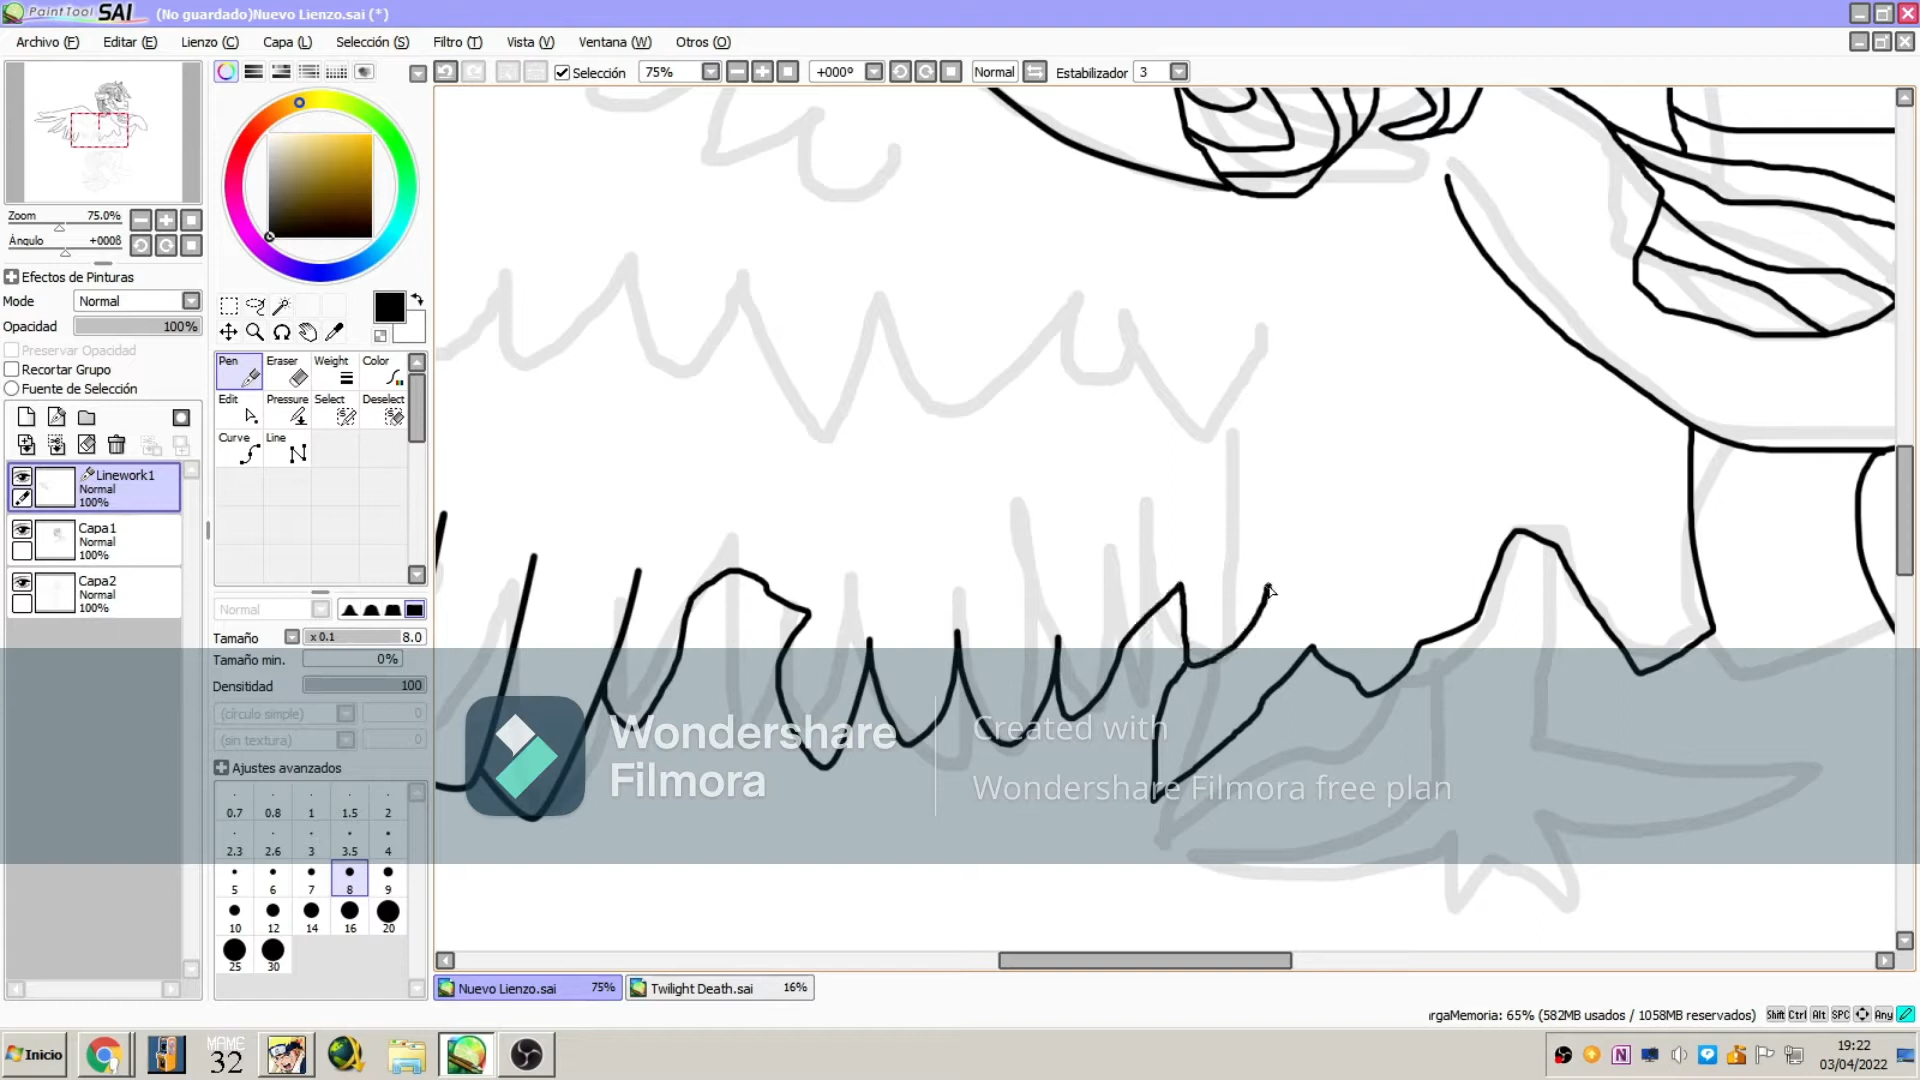 PaintTool SAI (No guardado)Nuevo Lienzo.sai (*)
Archivo (F) Editar (E) Lienzo (C) Capa (L) Selección (S) Filtro (T) Vista (V) Ventana (W) Otros (O)
Selección 75% +000º Normal Estabilizador 3
Zoom 75.0%
Ángulo +000ß
Efectos de Pinturas
Mode Normal
Opacidad 100%
Preservar Opacidad
Recortar Grupo
Fuente de Selección
Linework1
Normal
100%
Capa1
Normal
100%
Capa2
Normal
100%
Pen Eraser Weight Color
Edit Pressure Select Deselect
Curve Line
Normal
Tamaño x 0.1 8.0
Tamaño min. 0%
Densitidad 100
(círculo simple) 0
(sin textura) 0
Ajustes avanzados
0.7 0.8 1 1.5 2
2.3 2.6 3 3.5 4
5 6 7 8 9
10 12 14 16 20
25 30
Wondershare
Filmora
Created with
Wondershare Filmora free plan
Nuevo Lienzo.sai 75% Twilight Death.sai 16%
rgaMemoria: 65% (582MB usados / 1058MB reservados) Shift Ctrl Alt SPC Any
Inicio
MAME
32
N
19:22
03/04/2022